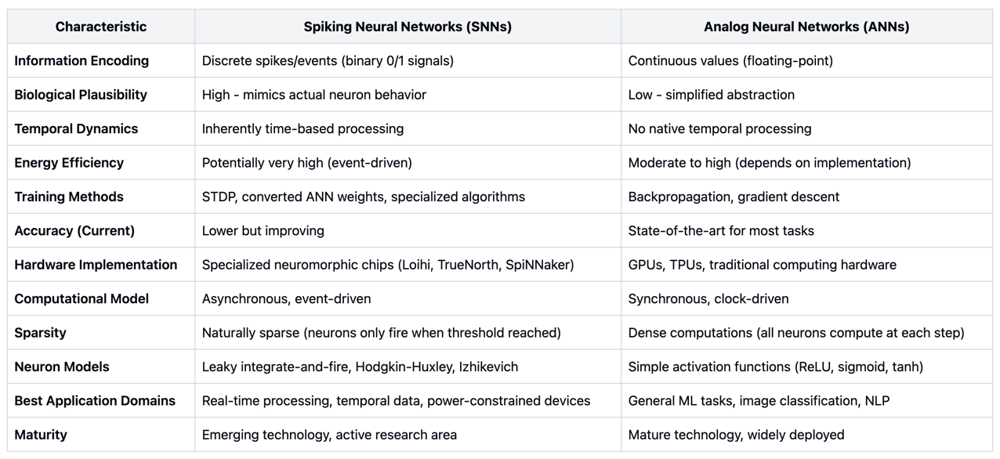 Characteristic Spiking Neural Networks (SNNs) Analog Neural Networks (ANNs)
Information Encoding Discrete spikes/events (binary 0/1 signals) Continuous values (floating-point)
Biological Plausibility High - mimics actual neuron behavior Low - simplified abstraction
Temporal Dynamics Inherently time-based processing No native temporal processing
Energy Efficiency Potentially very high (event-driven) Moderate to high (depends on implementation)
Training Methods STDP, converted ANN weights, specialized algorithms Backpropagation, gradient descent
Accuracy (Current) Lower but improving State-of-the-art for most tasks
Hardware Implementation Specialized neuromorphic chips (Loihi, TrueNorth, SpiNNaker) GPUs, TPUs, traditional computing hardware
Computational Model Asynchronous, event-driven Synchronous, clock-driven
Sparsity Naturally sparse (neurons only fire when threshold reached) Dense computations (all neurons compute at each step)
Neuron Models Leaky integrate-and-fire, Hodgkin-Huxley, Izhikevich Simple activation functions (ReLU, sigmoid, tanh)
Best Application Domains Real-time processing, temporal data, power-constrained devices General ML tasks, image classification, NLP
Maturity Emerging technology, active research area Mature technology, widely deployed